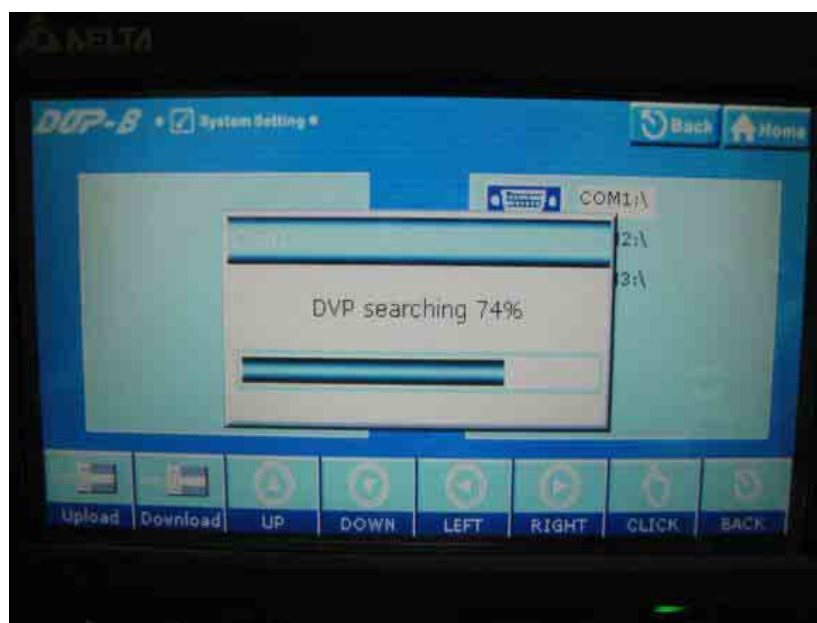 DELTA
DOP-B • System Setting •
Back
Home
COM1:\
2:\
3:\
DVP searching 74%
Upload
Download
UP
DOWN
LEFT
RIGHT
CLICK
BACK